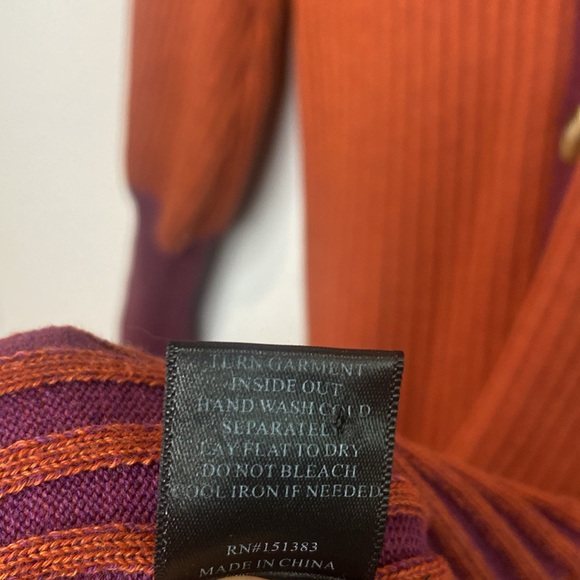 TURN GARMENT
INSIDE OUT
HAND WASH COLD
SEPARATELY
LAY FLAT TO DRY
DO NOT BLEACH
COOL IRON IF NEEDED
RN#151383
MADE IN CHINA